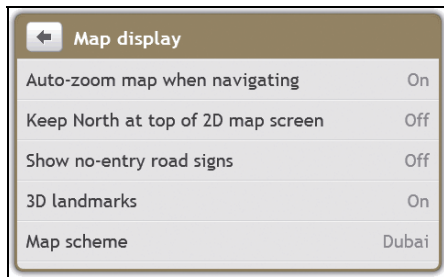 Map display
Auto-zoom map when navigating On
Keep North at top of 2D map screen Off
Show no-entry road signs Off
3D landmarks On
Map scheme Dubai